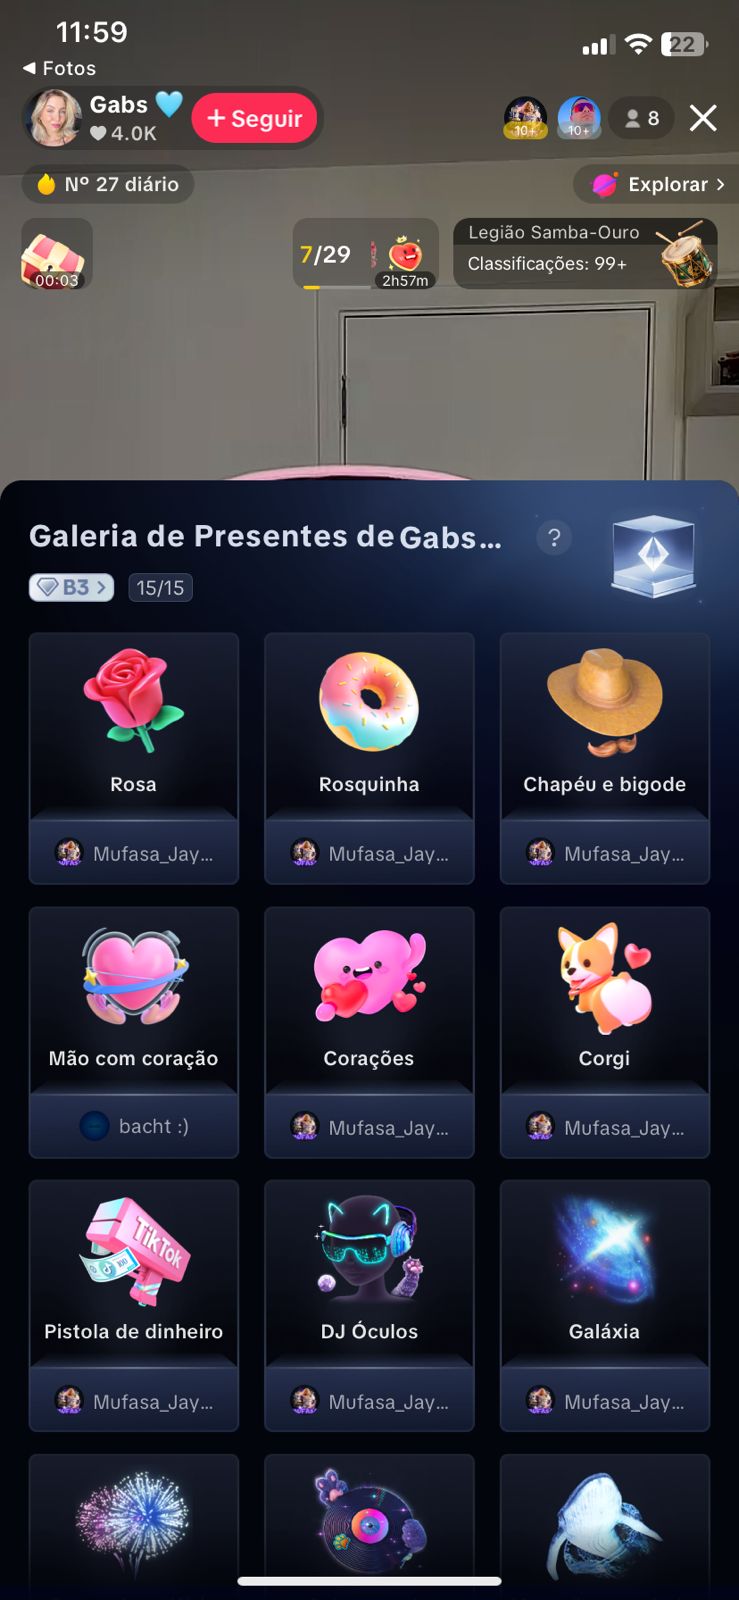 11:59
22
Fotos
Gabs 🩵
+ Seguir
4.0K
10+
10+
8
Nº 27 diário
Explorar >
00:03
7/29
2h57m
Legião Samba-Ouro
Classificações: 99+
Galeria de Presentes de Gabs...
?
B3 >
15/15
Rosa
Rosquinha
Chapéu e bigode
Mufasa_Jay...
Mufasa_Jay...
Mufasa_Jay...
Mão com coração
Corações
Corgi
bacht :)
Mufasa_Jay...
Mufasa_Jay...
TikTok
100
Pistola de dinheiro
DJ Óculos
Galáxia
Mufasa_Jay...
Mufasa_Jay...
Mufasa_Jay...